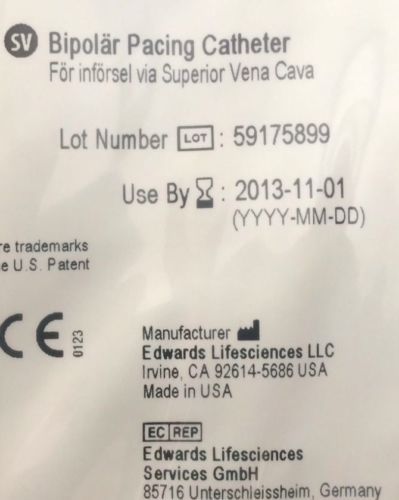 SV Bipolär Pacing Catheter
För införsel via Superior Vena Cava
Lot Number LOT : 59175899
Use By : 2013-11-01
(YYYY-MM-DD)
re trademarks
e U.S. Patent
CE 0123
Manufacturer
Edwards Lifesciences LLC
Irvine, CA 92614-5686 USA
Made in USA
EC REP
Edwards Lifesciences
Services GmbH
85716 Unterschleissheim, Germany